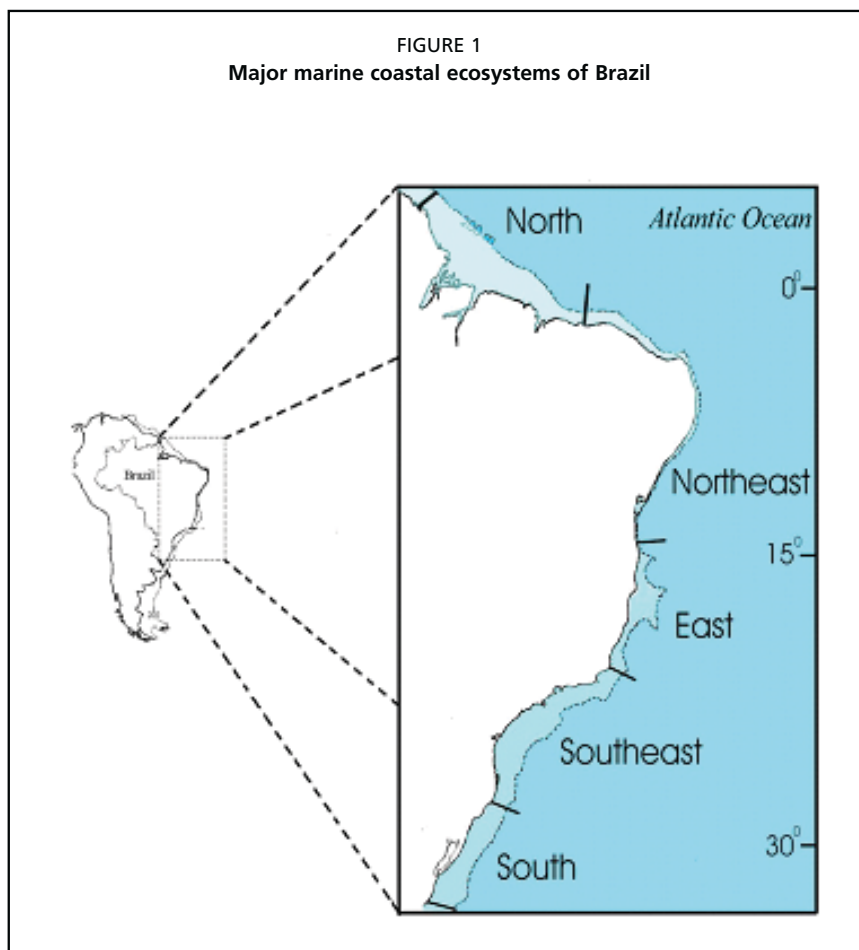 FIGURE 1
Major marine coastal ecosystems of Brazil
North
Atlantic Ocean
0°
Brazil
Northeast
15°
East
Southeast
30°
South